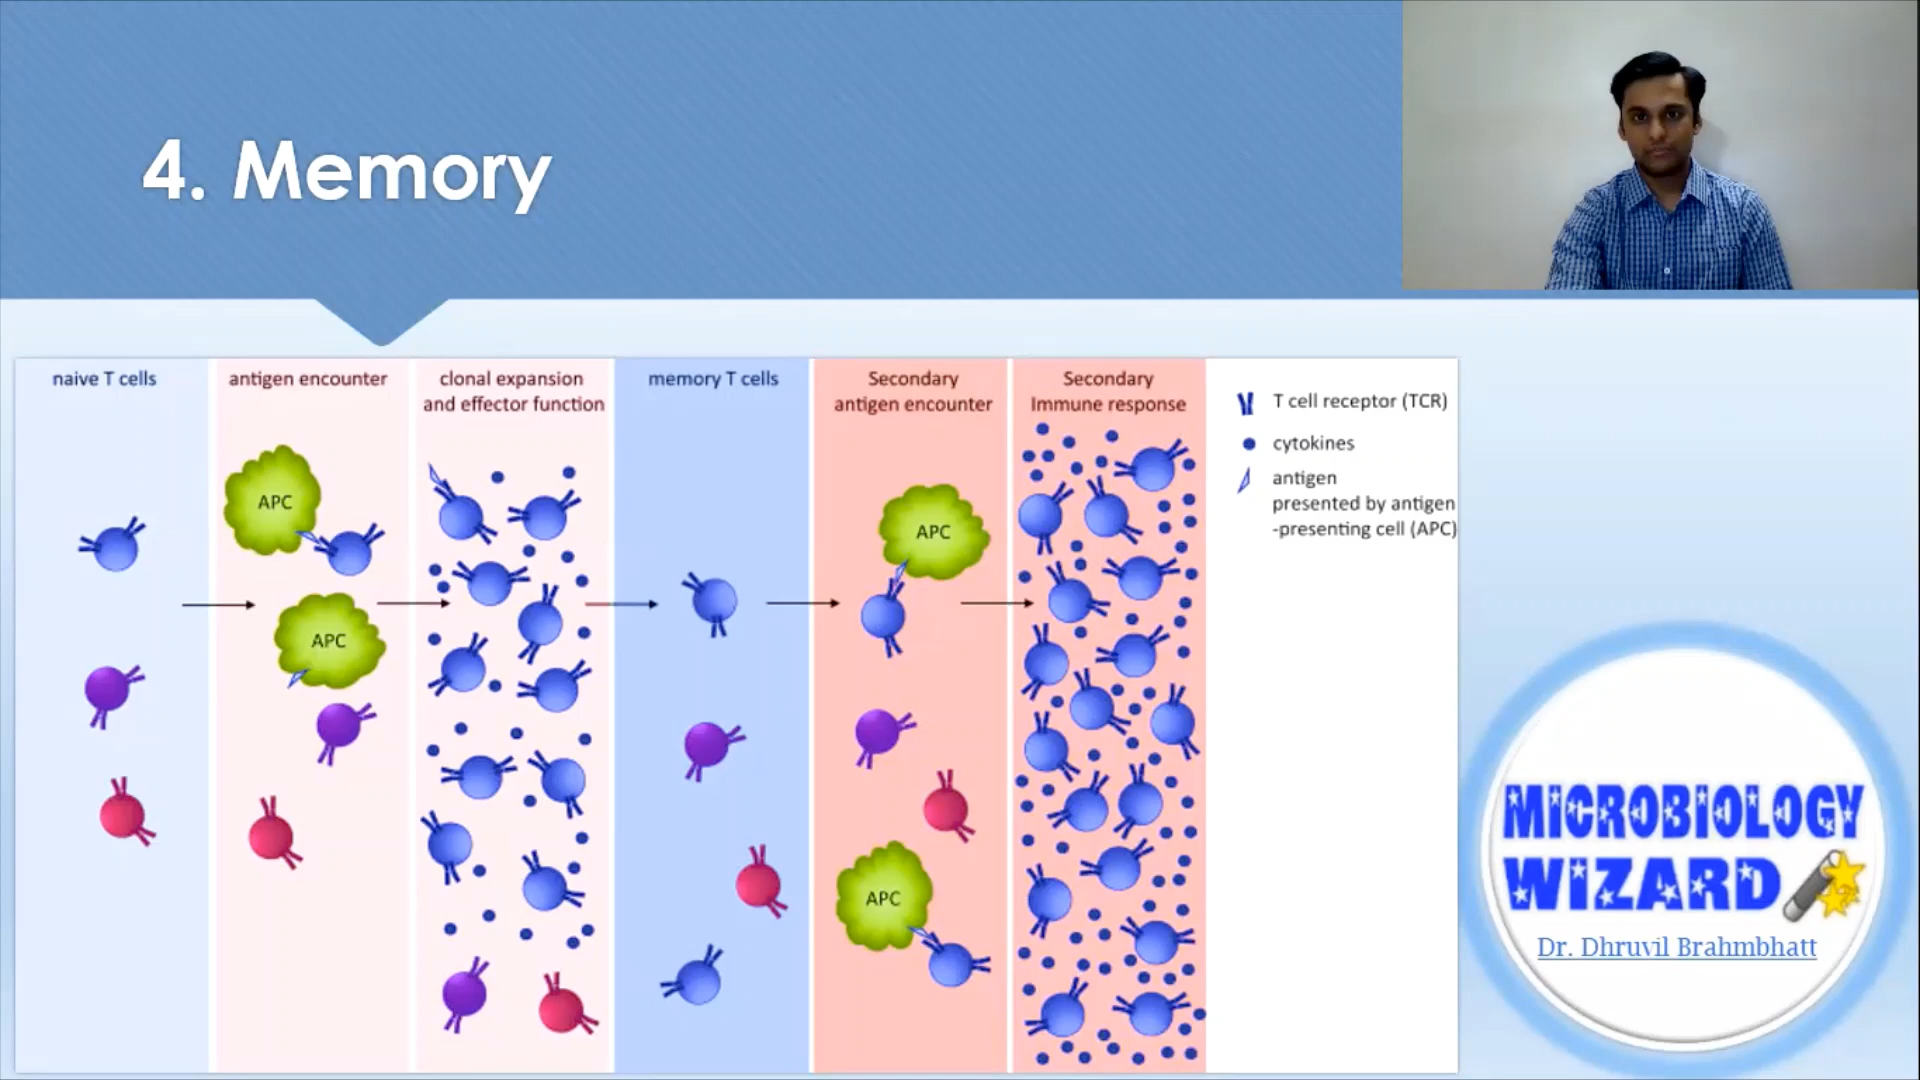 4. Memory
naive T cells
antigen encounter
clonal expansion
and effector function
memory T cells
Secondary
antigen encounter
Secondary
Immune response
T cell receptor (TCR)
cytokines
antigen
presented by antigen
-presenting cell (APC)
APC
APC
APC
APC
MICROBIOLOGY
WIZARD
Dr. Dhruvil Brahmbhatt